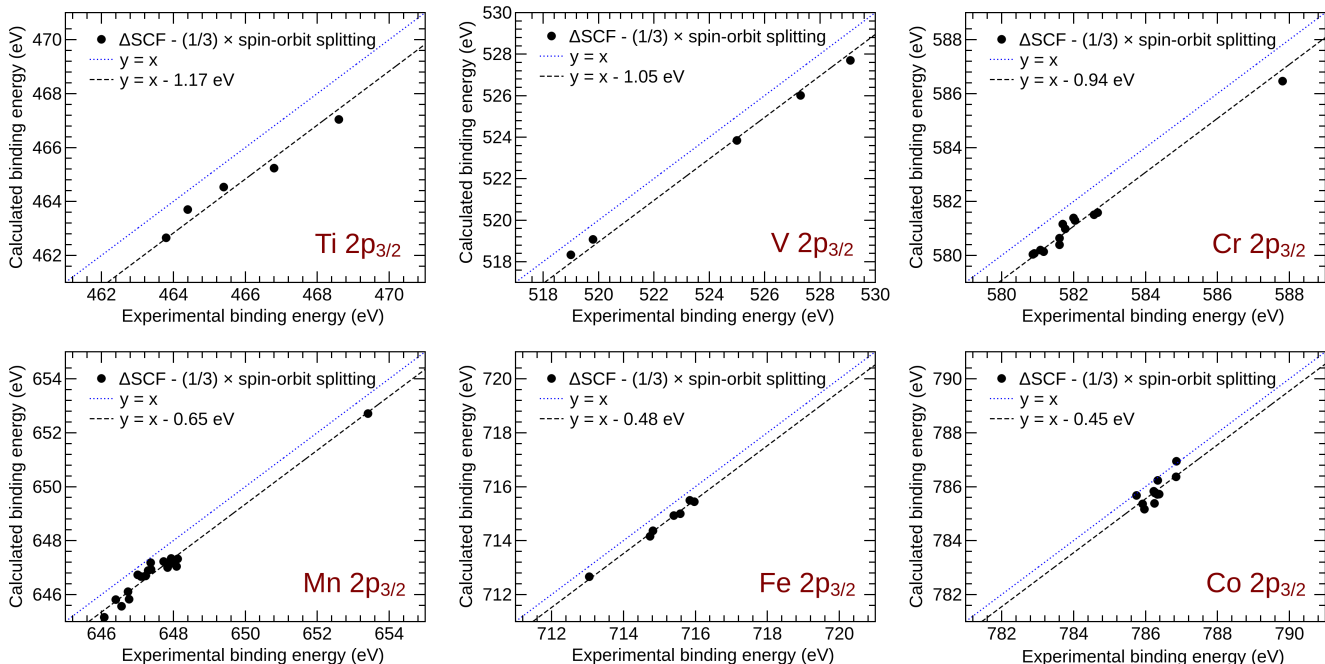 470
468
466
464
462
Calculated binding energy (eV)
ΔSCF - (1/3) × spin-orbit splitting
y = x
y = x - 1.17 eV
Ti 2p3/2
462 464 466 468 470
Experimental binding energy (eV)
530
528
526
524
522
520
518
Calculated binding energy (eV)
ΔSCF - (1/3) × spin-orbit splitting
y = x
y = x - 1.05 eV
V 2p3/2
518 520 522 524 526 528 530
Experimental binding energy (eV)
588
586
584
582
580
Calculated binding energy (eV)
ΔSCF - (1/3) × spin-orbit splitting
y = x
y = x - 0.94 eV
Cr 2p3/2
580 582 584 586 588
Experimental binding energy (eV)
654
652
650
648
646
Calculated binding energy (eV)
ΔSCF - (1/3) × spin-orbit splitting
y = x
y = x - 0.65 eV
Mn 2p3/2
646 648 650 652 654
Experimental binding energy (eV)
720
718
716
714
712
Calculated binding energy (eV)
ΔSCF - (1/3) × spin-orbit splitting
y = x
y = x - 0.48 eV
Fe 2p3/2
712 714 716 718 720
Experimental binding energy (eV)
790
788
786
784
782
Calculated binding energy (eV)
ΔSCF - (1/3) × spin-orbit splitting
y = x
y = x - 0.45 eV
Co 2p3/2
782 784 786 788 790
Experimental binding energy (eV)